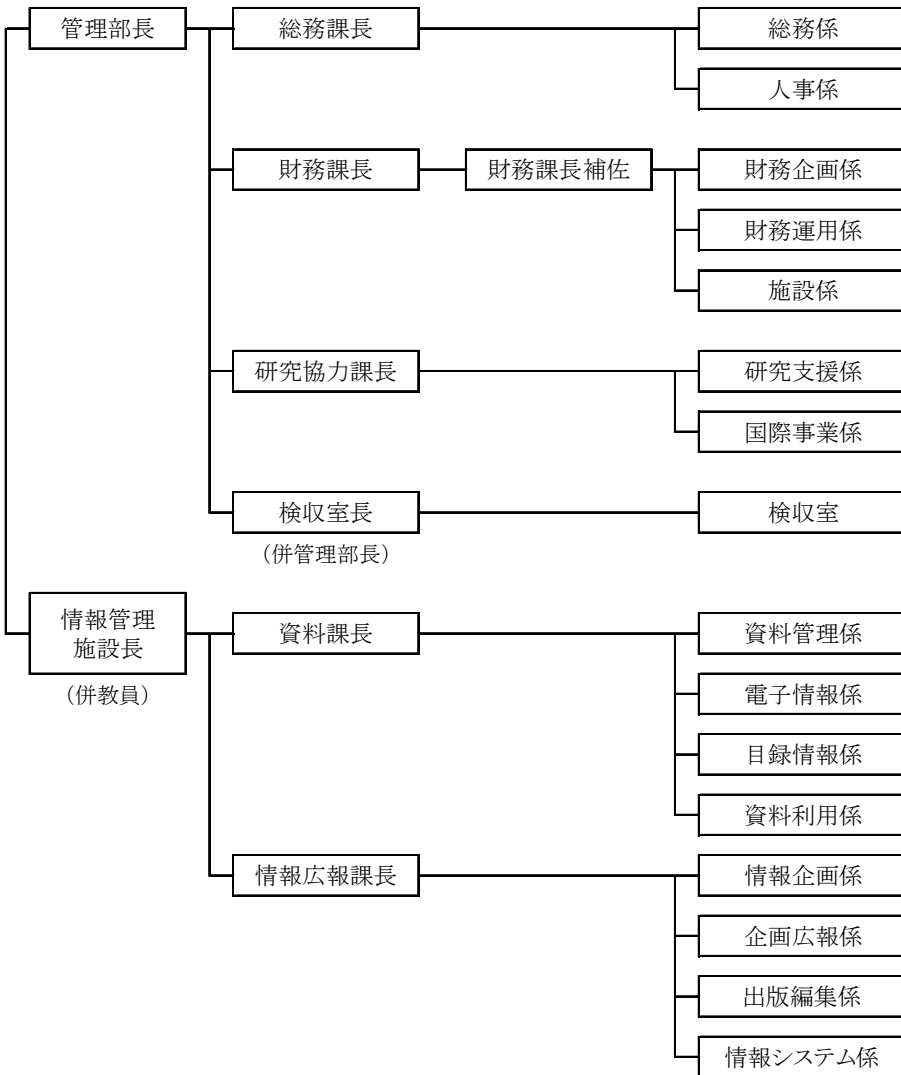 管理部長
総務課長
総務係
人事係
財務課長
財務課長補佐
財務企画係
財務運用係
施設係
研究協力課長
研究支援係
国際事業係
検収室長
検収室
（併管理部長）
情報管理
施設長
（併教員）
資料課長
資料管理係
電子情報係
目録情報係
資料利用係
情報広報課長
情報企画係
企画広報係
出版編集係
情報システム係